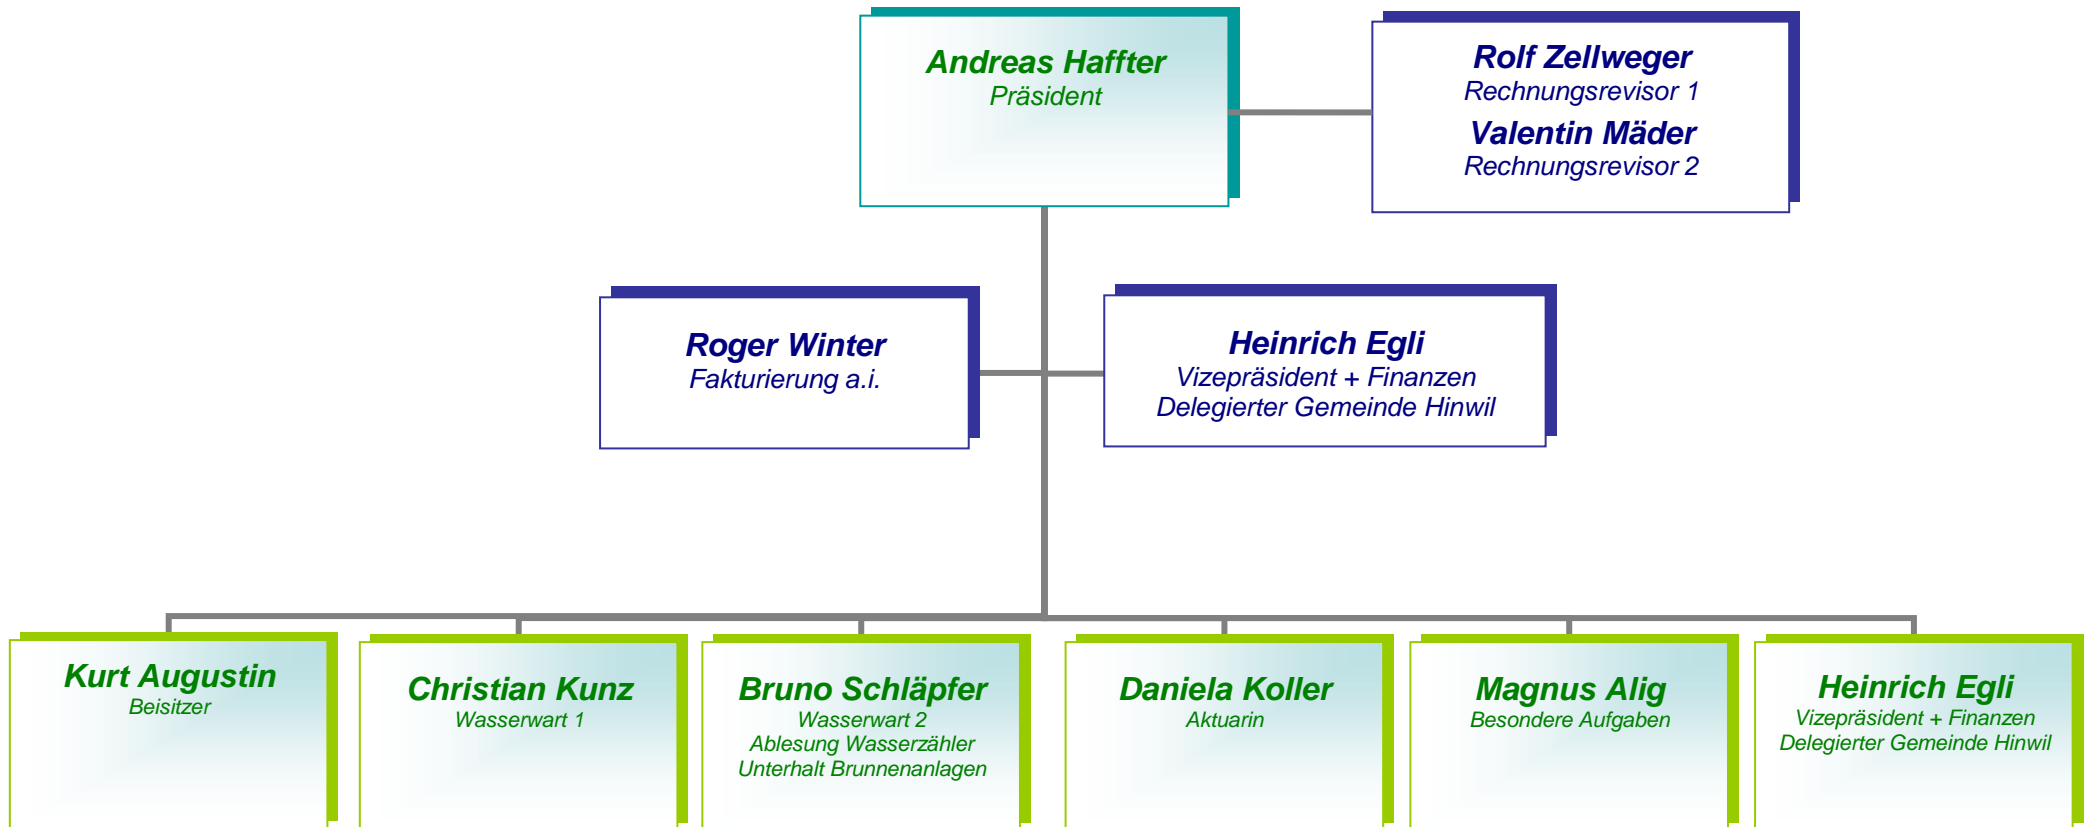 Andreas Haffter
Präsident
Rolf Zellweger
Rechnungsrevisor 1
Valentin Mäder
Rechnungsrevisor 2
Roger Winter
Fakturierung a.i.
Heinrich Egli
Vizepräsident + Finanzen
Delegierter Gemeinde Hinwil
Kurt Augustin
Beisitzer
Christian Kunz
Wasserwart 1
Bruno Schläpfer
Wasserwart 2
Ablesung Wasserzähler
Unterhalt Brunnenanlagen
Daniela Koller
Aktuarin
Magnus Alig
Besondere Aufgaben
Heinrich Egli
Vizepräsident + Finanzen
Delegierter Gemeinde Hinwil